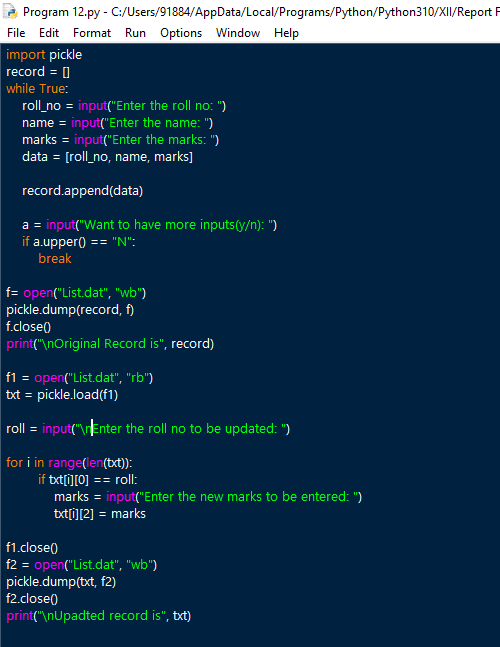 Program 12.py - C:/Users/91884/AppData/Local/Programs/Python/Python310/XII/Report F
File Edit Format Run Options Window Help
import pickle
record = []
while True:
    roll_no = input("Enter the roll no: ")
    name = input("Enter the name: ")
    marks = input("Enter the marks: ")
    data = [roll_no, name, marks]

    record.append(data)

    a = input("Want to have more inputs(y/n): ")
    if a.upper() == "N":
        break

f= open("List.dat", "wb")
pickle.dump(record, f)
f.close()
print("\nOriginal Record is", record)

f1 = open("List.dat", "rb")
txt = pickle.load(f1)

roll = input("\nEnter the roll no to be updated: ")

for i in range(len(txt)):
        if txt[i][0] == roll:
            marks = input("Enter the new marks to be entered: ")
            txt[i][2] = marks

f1.close()
f2 = open("List.dat", "wb")
pickle.dump(txt, f2)
f2.close()
print("\nUpadted record is", txt)